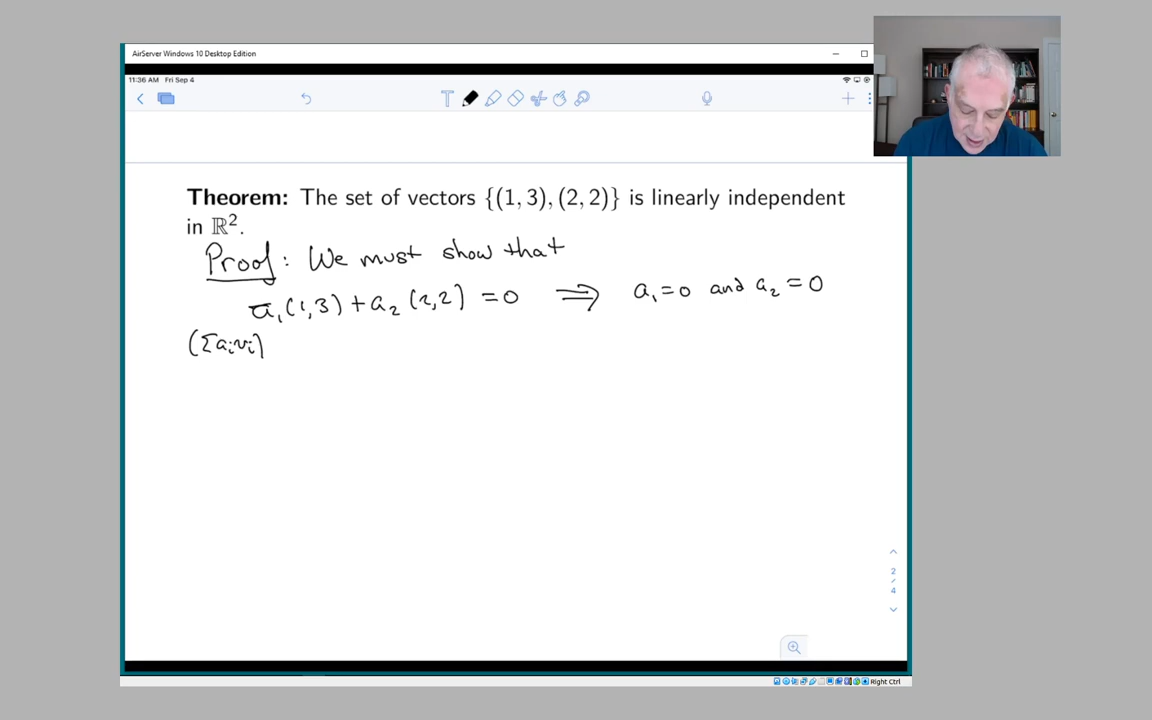 AirServer Windows 10 Desktop Edition
11:36 AM Fri Sep 4
Theorem: The set of vectors {(1, 3), (2, 2)} is linearly independent
in ℝ².
Proof: We must show that
a₁(1,3) + a₂(2,2) = 0 ⟹ a₁=0 and a₂=0
(Σaᵢvᵢ)
2
/
4
Right Ctrl